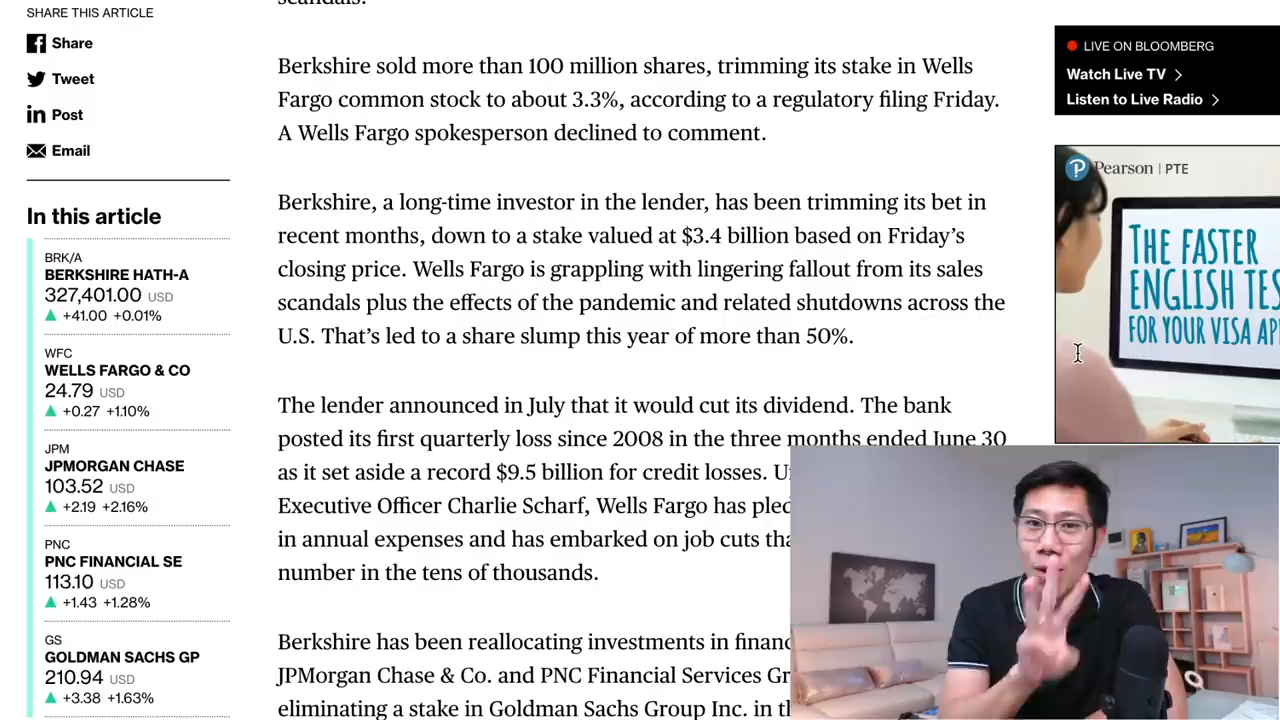 SHARE THIS ARTICLE
Share
Tweet
Post
Email
In this article
BRK/A
BERKSHIRE HATH-A
327,401.00 USD
+41.00 +0.01%
WFC
WELLS FARGO & CO
24.79 USD
+0.27 +1.10%
JPM
JPMORGAN CHASE
103.52 USD
+2.19 +2.16%
PNC
PNC FINANCIAL SE
113.10 USD
+1.43 +1.28%
GS
GOLDMAN SACHS GP
210.94 USD
+3.38 +1.63%
scandals.
Berkshire sold more than 100 million shares, trimming its stake in Wells
Fargo common stock to about 3.3%, according to a regulatory filing Friday.
A Wells Fargo spokesperson declined to comment.
Berkshire, a long-time investor in the lender, has been trimming its bet in
recent months, down to a stake valued at $3.4 billion based on Friday's
closing price. Wells Fargo is grappling with lingering fallout from its sales
scandals plus the effects of the pandemic and related shutdowns across the
U.S. That's led to a share slump this year of more than 50%.
The lender announced in July that it would cut its dividend. The bank
posted its first quarterly loss since 2008 in the three months ended June 30
as it set aside a record $9.5 billion for credit losses.
Executive Officer Charlie Scharf, Wells Fargo has
in annual expenses and has embarked on job cuts
number in the tens of thousands.
Berkshire has been reallocating investments in
JPMorgan Chase & Co. and PNC Financial Services
eliminating a stake in Goldman Sachs Group Inc. in
LIVE ON BLOOMBERG
Watch Live TV
Listen to Live Radio
Pearson | PTE
THE FASTER
ENGLISH
FOR YOUR VISA